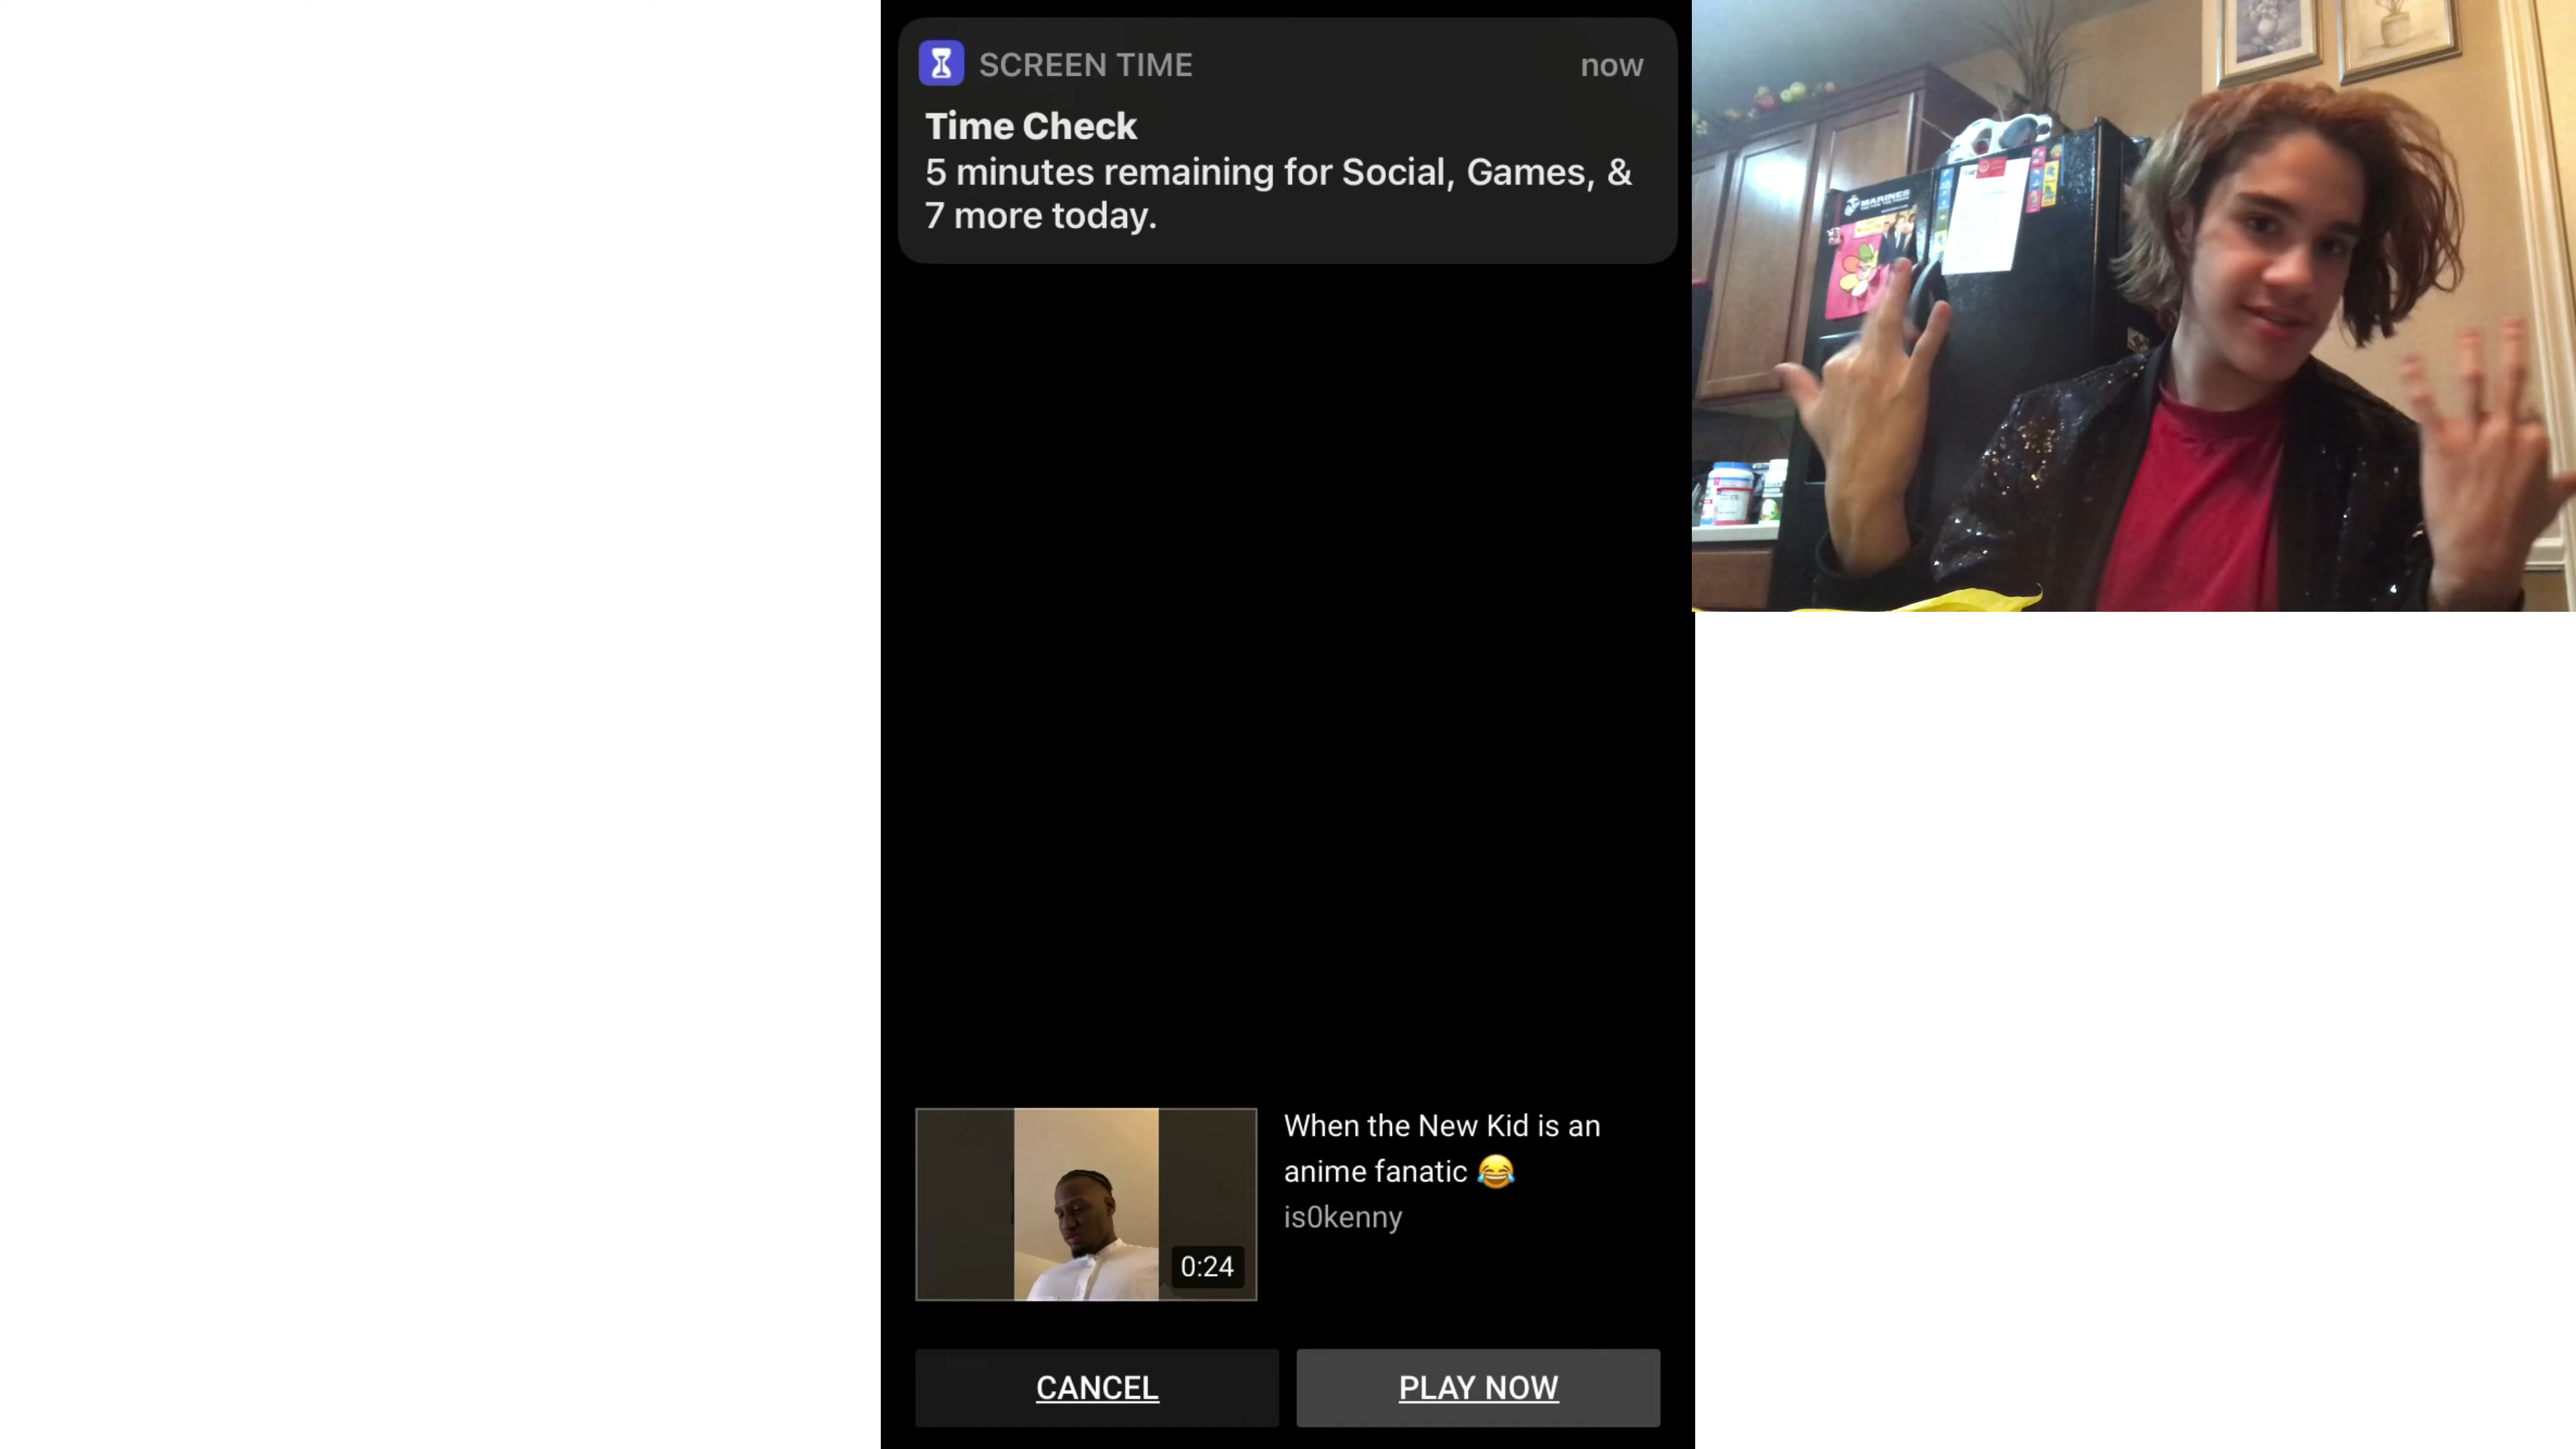 SCREEN TIME
now
Time Check
5 minutes remaining for Social, Games, &
7 more today.
MARINES
When the New Kid is an
anime fanatic 😂
is0kenny
0:24
CANCEL
PLAY NOW